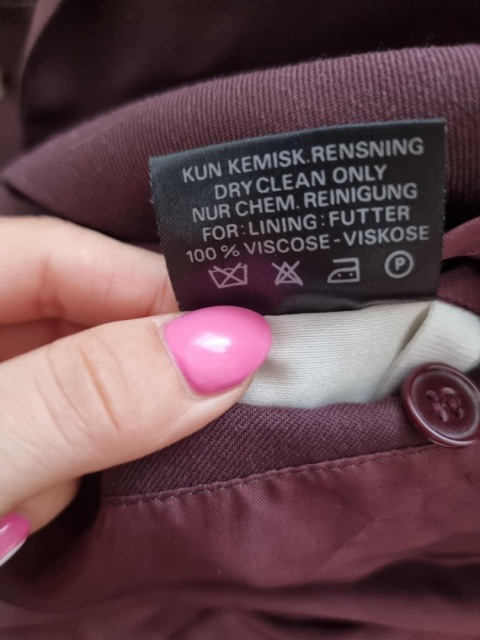 KUN KEMISK.RENSNING
DRY CLEAN ONLY
NUR CHEM. REINIGUNG
FOR: LINING: FUTTER
100 % VISCOSE - VISKOSE
P